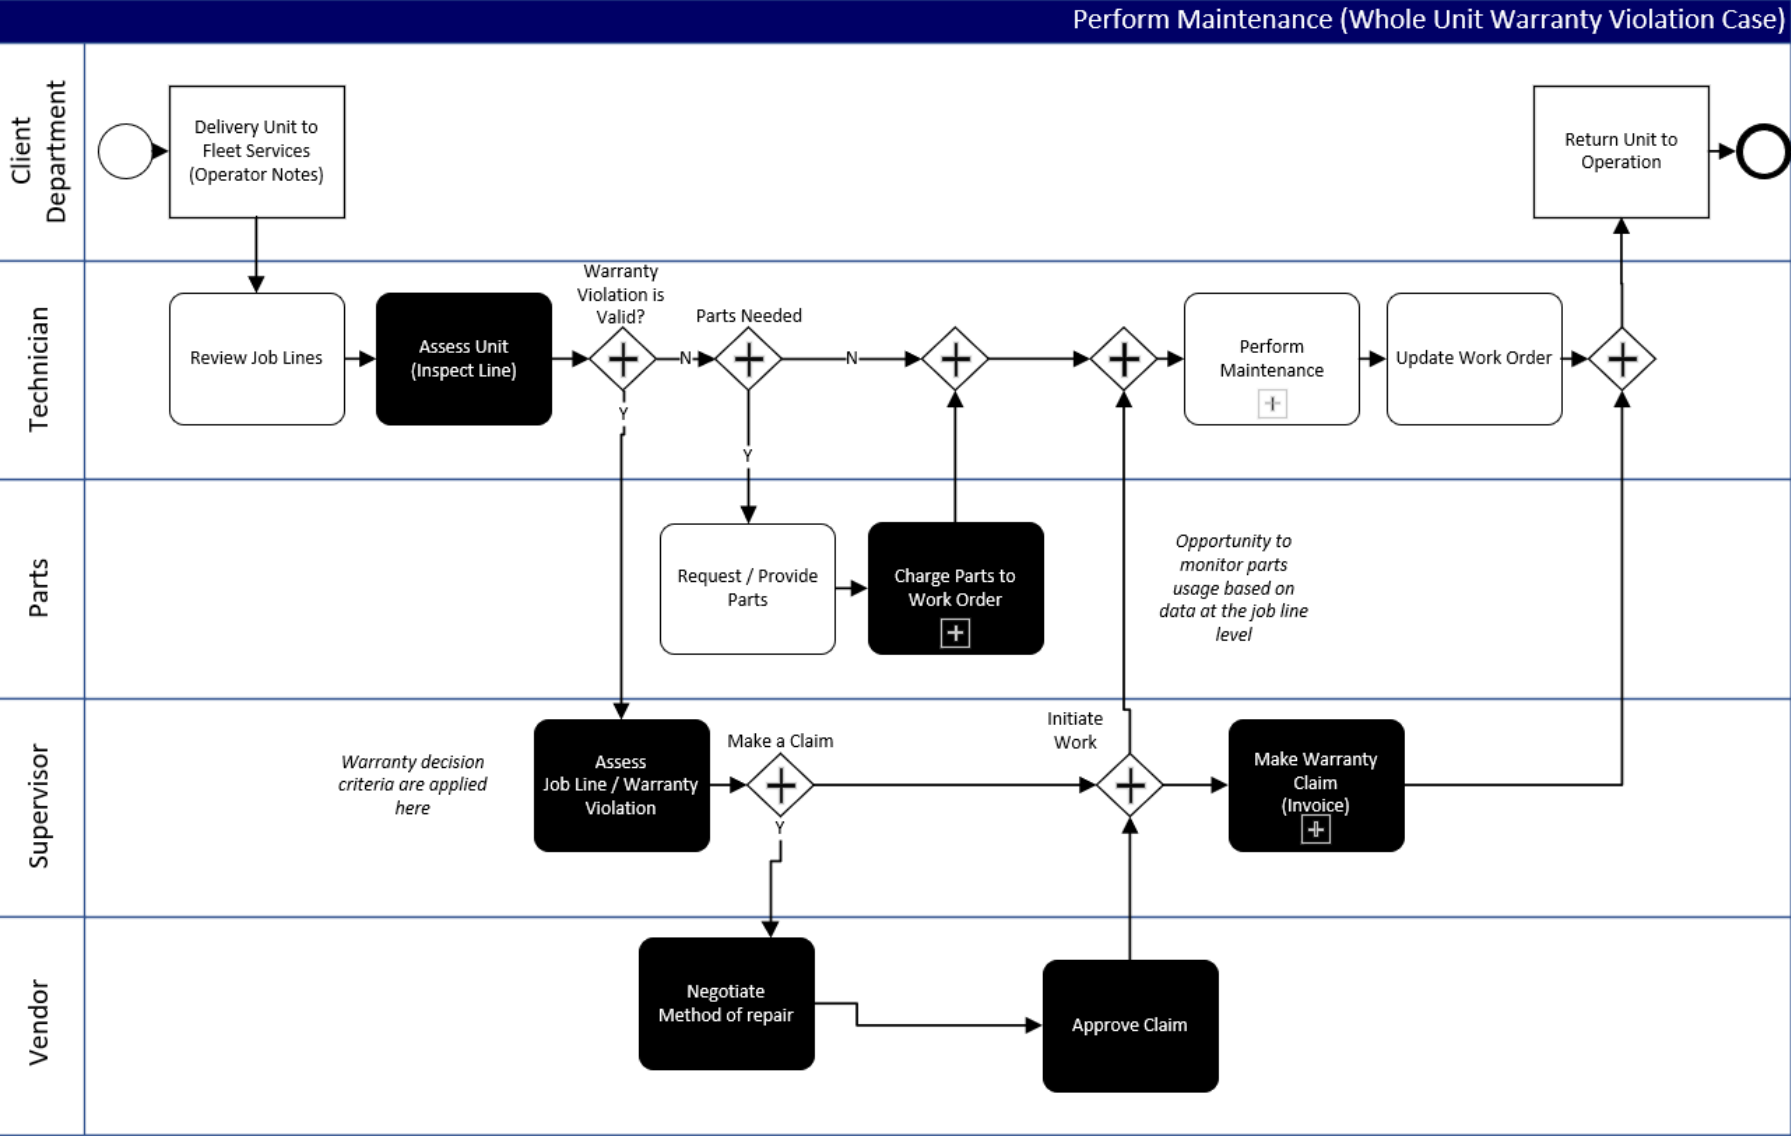 Perform Maintenance (Whole Unit Warranty Violation Case)
Client
Department
Delivery Unit to
Fleet Services
(Operator Notes)
Return Unit to
Operation
Technician
Review Job Lines
Assess Unit
(Inspect Line)
Warranty
Violation is
Valid?
N
Y
Parts Needed
N
Y
Perform
Maintenance
Update Work Order
Parts
Request / Provide
Parts
Charge Parts to
Work Order
Opportunity to
monitor parts
usage based on
data at the job line
level
Supervisor
Warranty decision
criteria are applied
here
Assess
Job Line / Warranty
Violation
Make a Claim
Y
Initiate
Work
Make Warranty
Claim
(Invoice)
Vendor
Negotiate
Method of repair
Approve Claim